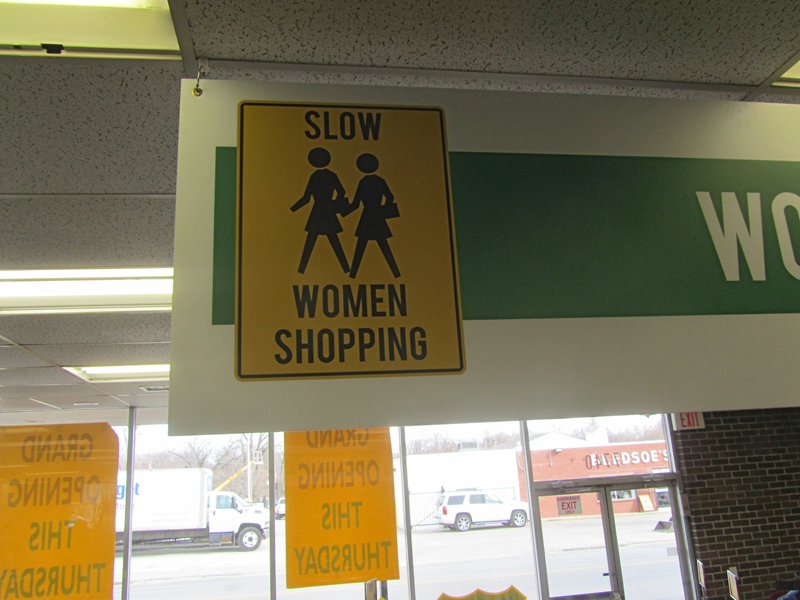 SLOW
WOMEN
SHOPPING
WO
EXIT
GRAND
OPENING
THIS
THURSDAY
GRAND
OPENING
THIS
THURSDAY
EXIT